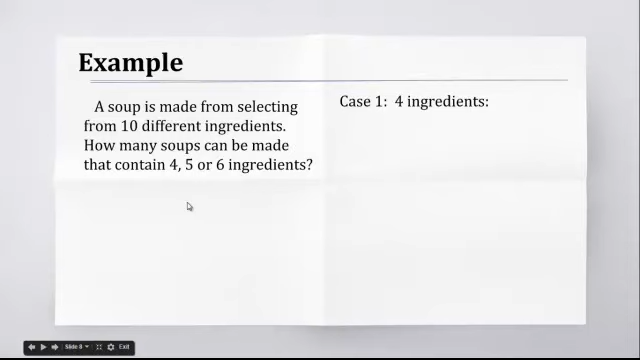 Example
A soup is made from selecting
from 10 different ingredients.
How many soups can be made
that contain 4, 5 or 6 ingredients?
Case 1: 4 ingredients:
Slide 8
Exit